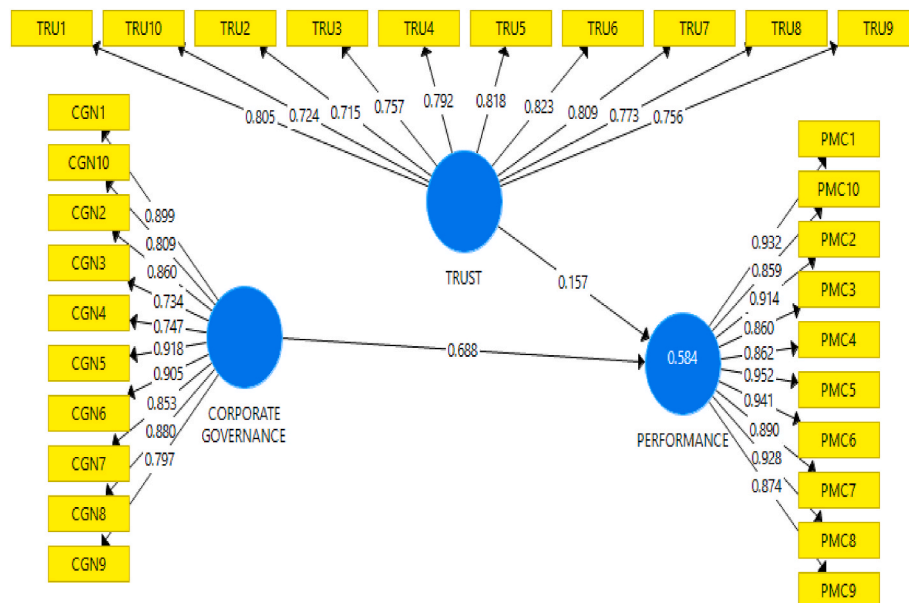 TRU1 TRU10 TRU2 TRU3 TRU4 TRU5 TRU6 TRU7 TRU8 TRU9
0.805 0.724 0.715 0.757 0.792 0.818 0.823 0.809 0.773 0.756
CGN1
CGN10
CGN2
CGN3
CGN4
CGN5
CGN6
CGN7
CGN8
CGN9
0.899
0.809
0.860
0.734
0.747
0.918
0.905
0.853
0.880
0.797
CORPORATE
GOVERNANCE
TRUST
0.157
0.688
0.584
PERFORMANCE
0.932
0.859
0.914
0.860
0.862
0.952
0.941
0.890
0.928
0.874
PMC1
PMC10
PMC2
PMC3
PMC4
PMC5
PMC6
PMC7
PMC8
PMC9